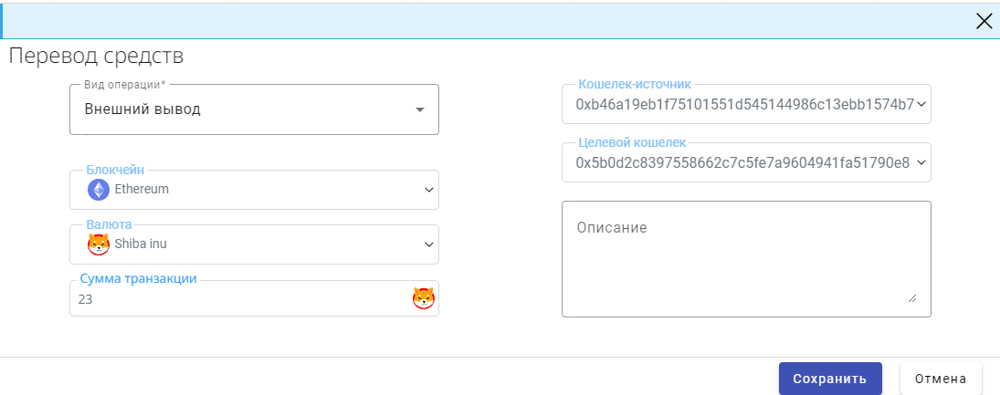 Перевод средств
Вид операции*
Внешний вывод
Блокчейн
Ethereum
Валюта
Shiba inu
Сумма транзакции
23
Кошелек-источник
0xb46a19eb1f75101551d545144986c13ebb1574b7
Целевой кошелек
0x5b0d2c8397558662c7c5fe7a9604941fa51790e8
Описание
Сохранить
Отмена